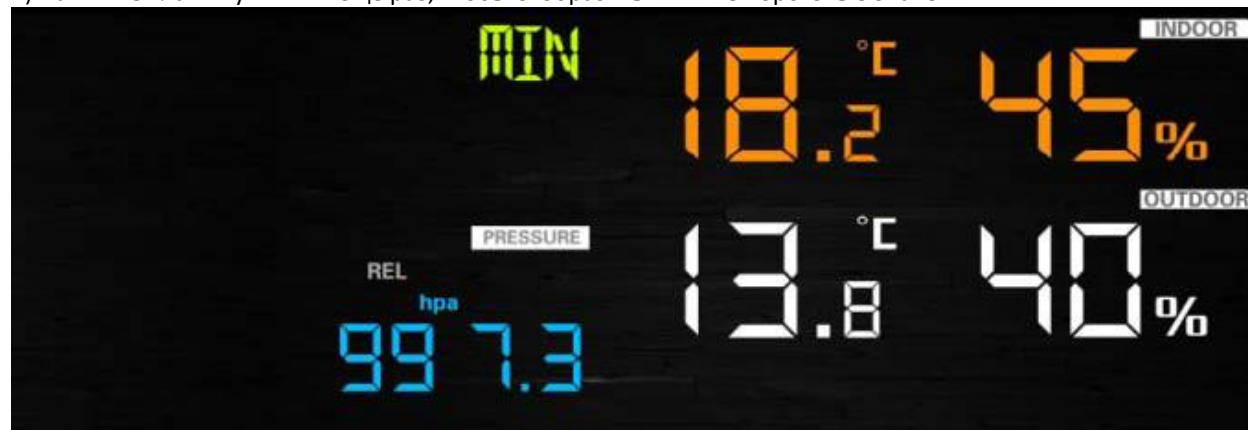 MIN
18.2 °C 45%
INDOOR
OUTDOOR
PRESSURE
13.8 °C 40%
REL
hpa
997.3